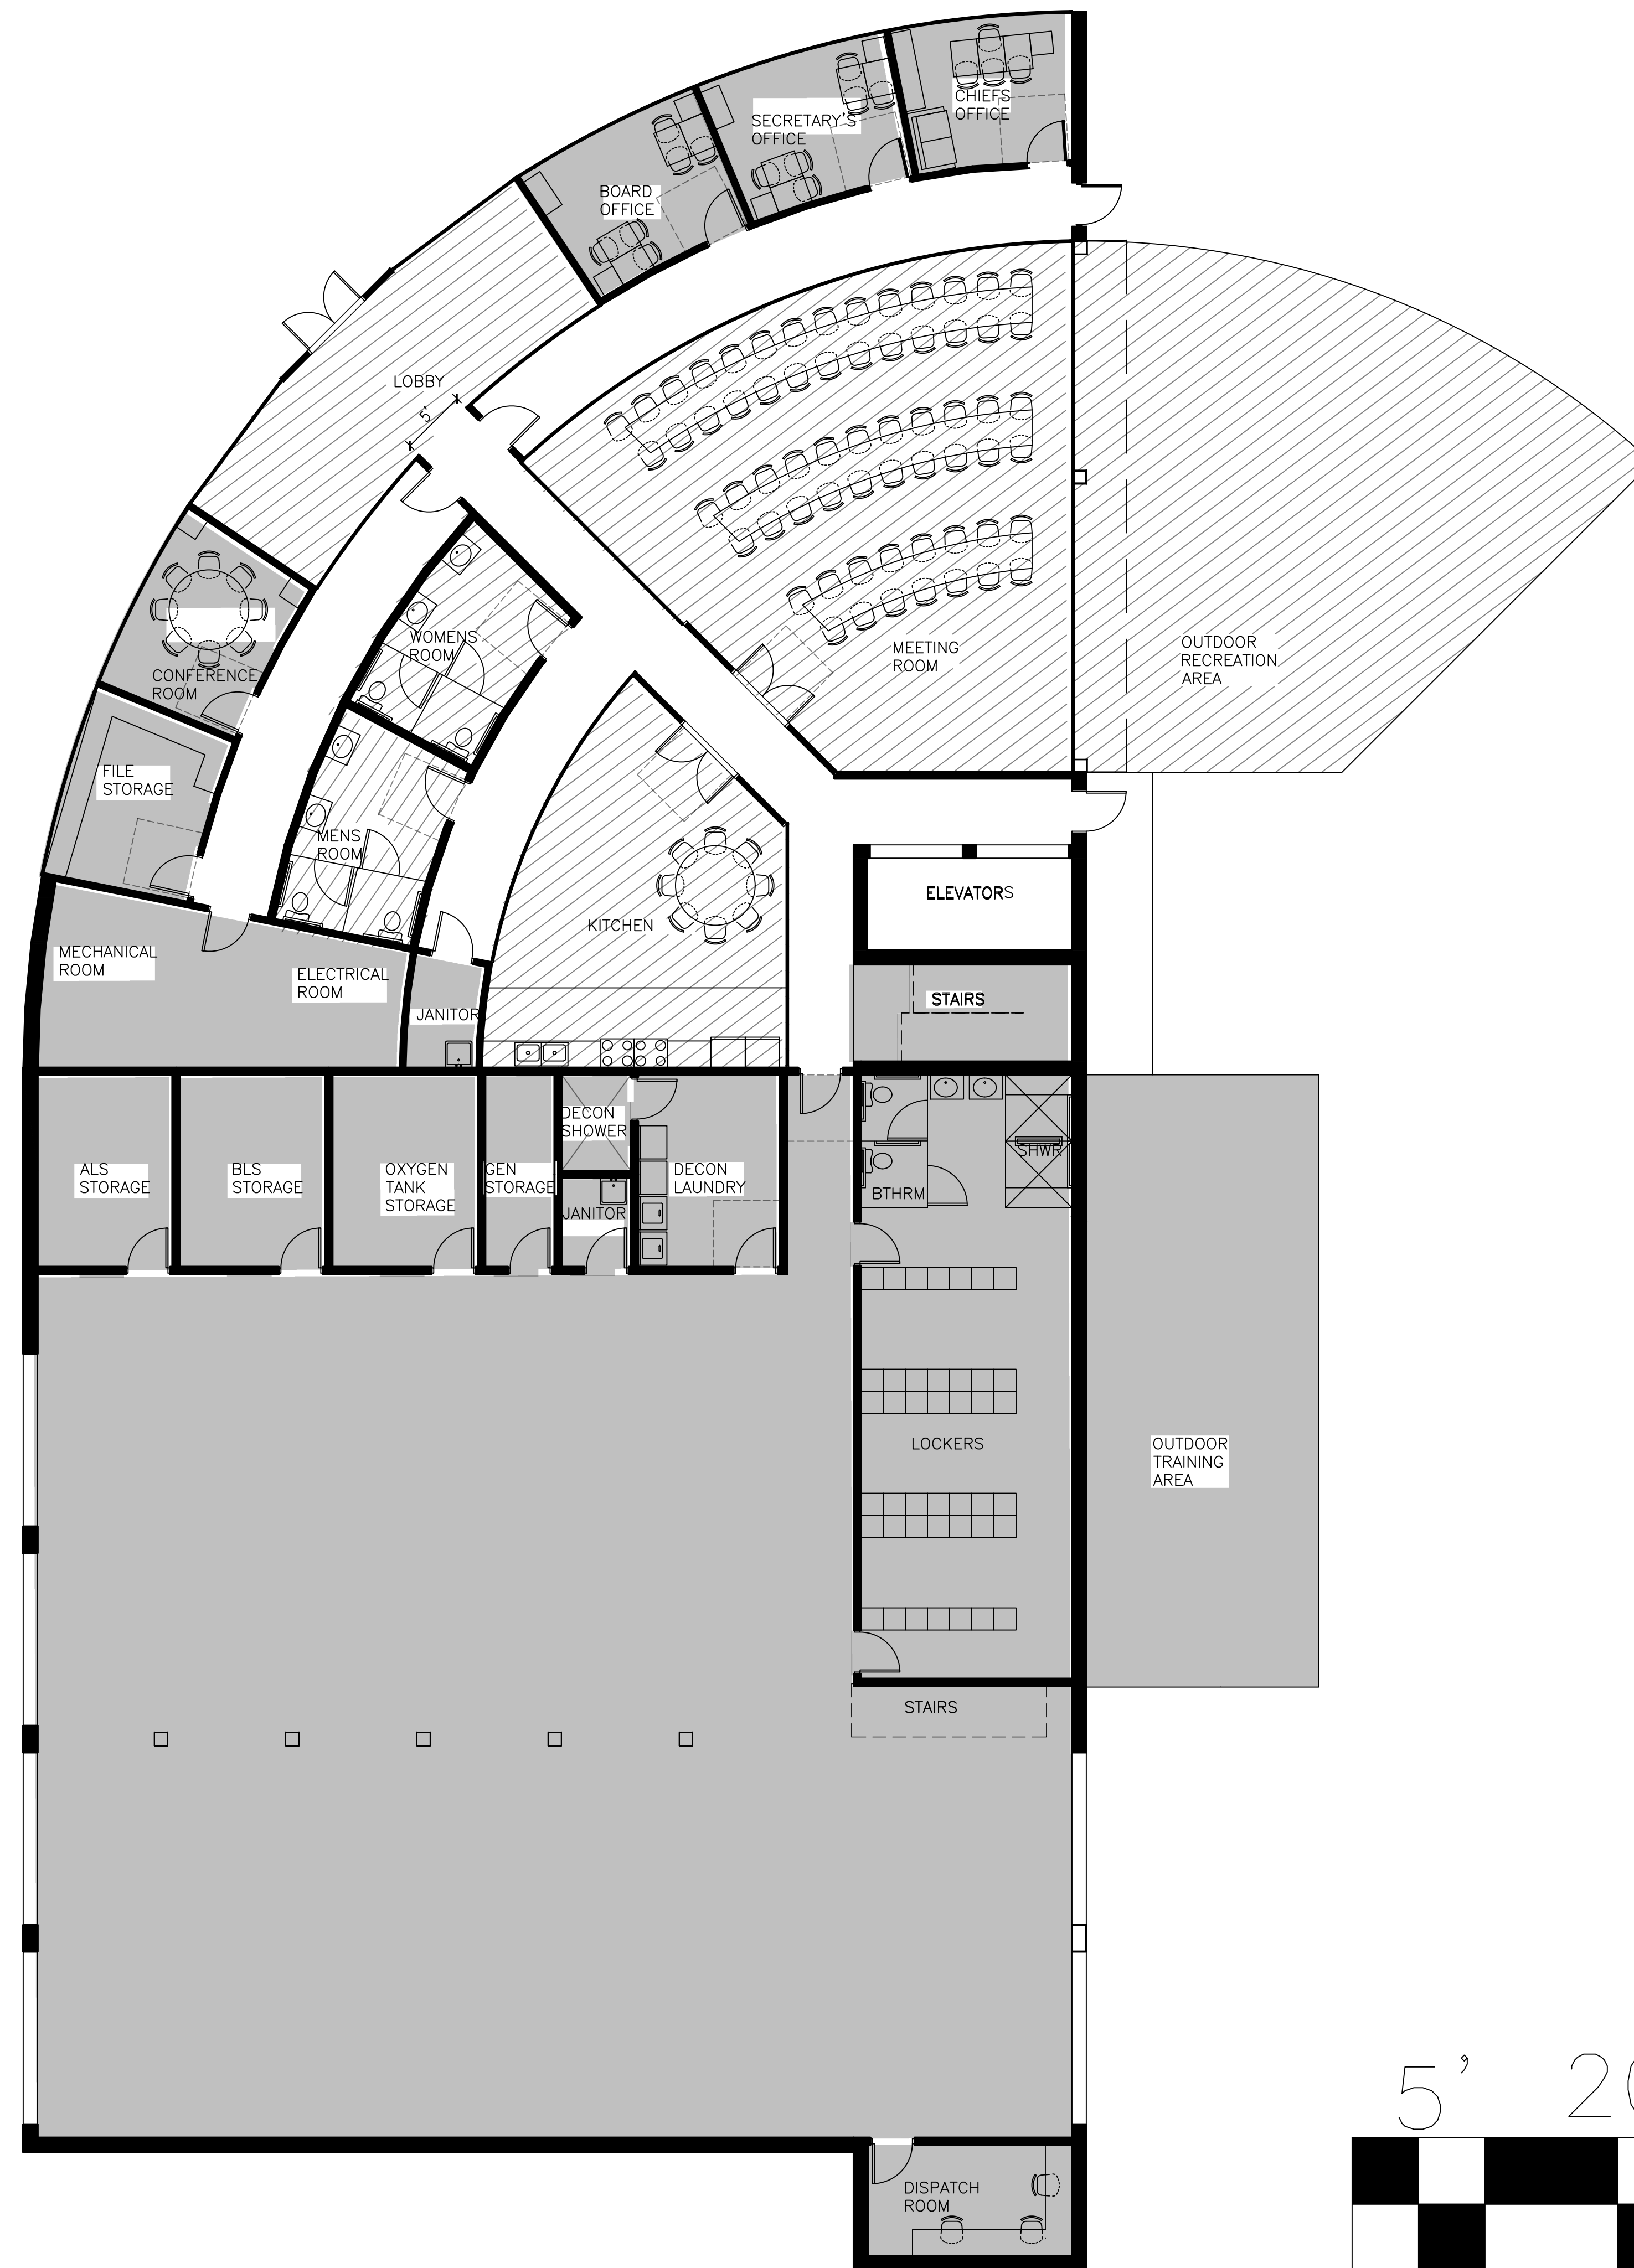 CHIEFS
OFFICE
SECRETARY'S
OFFICE
BOARD
OFFICE
LOBBY
5'
WOMENS
ROOM
MEETING
ROOM
OUTDOOR
RECREATION
AREA
CONFERENCE
ROOM
FILE
STORAGE
MENS
ROOM
ELEVATORS
KITCHEN
MECHANICAL
ROOM
ELECTRICAL
ROOM
STAIRS
JANITOR
DECON
SHOWER
SHWR
ALS
STORAGE
BLS
STORAGE
OXYGEN
TANK
STORAGE
GEN
STORAGE
DECON
LAUNDRY
BTHRM
JANITOR
LOCKERS
OUTDOOR
TRAINING
AREA
STAIRS
5'
DISPATCH
ROOM